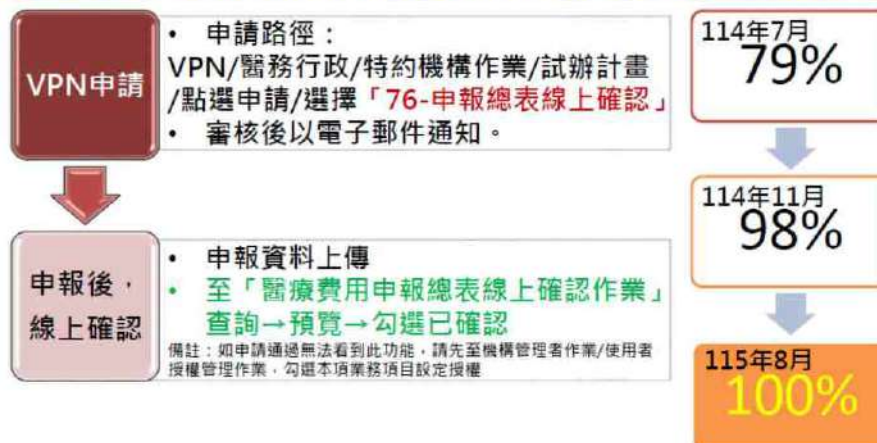 VPN申請
• 申請路徑：
VPN/醫務行政/特約機構作業/試辦計畫
/點選申請/選擇「76-申報總表線上確認」
• 審核後以電子郵件通知。
申報後，
線上確認
• 申報資料上傳
• 至「醫療費用申報總表線上確認作業」
查詢→預覽→勾選已確認
備註：如申請通過無法看到此功能，請先至機構管理者作業/使用者
授權管理作業，勾選本項業務項目設定授權
114年7月
79%
114年11月
98%
115年8月
100%